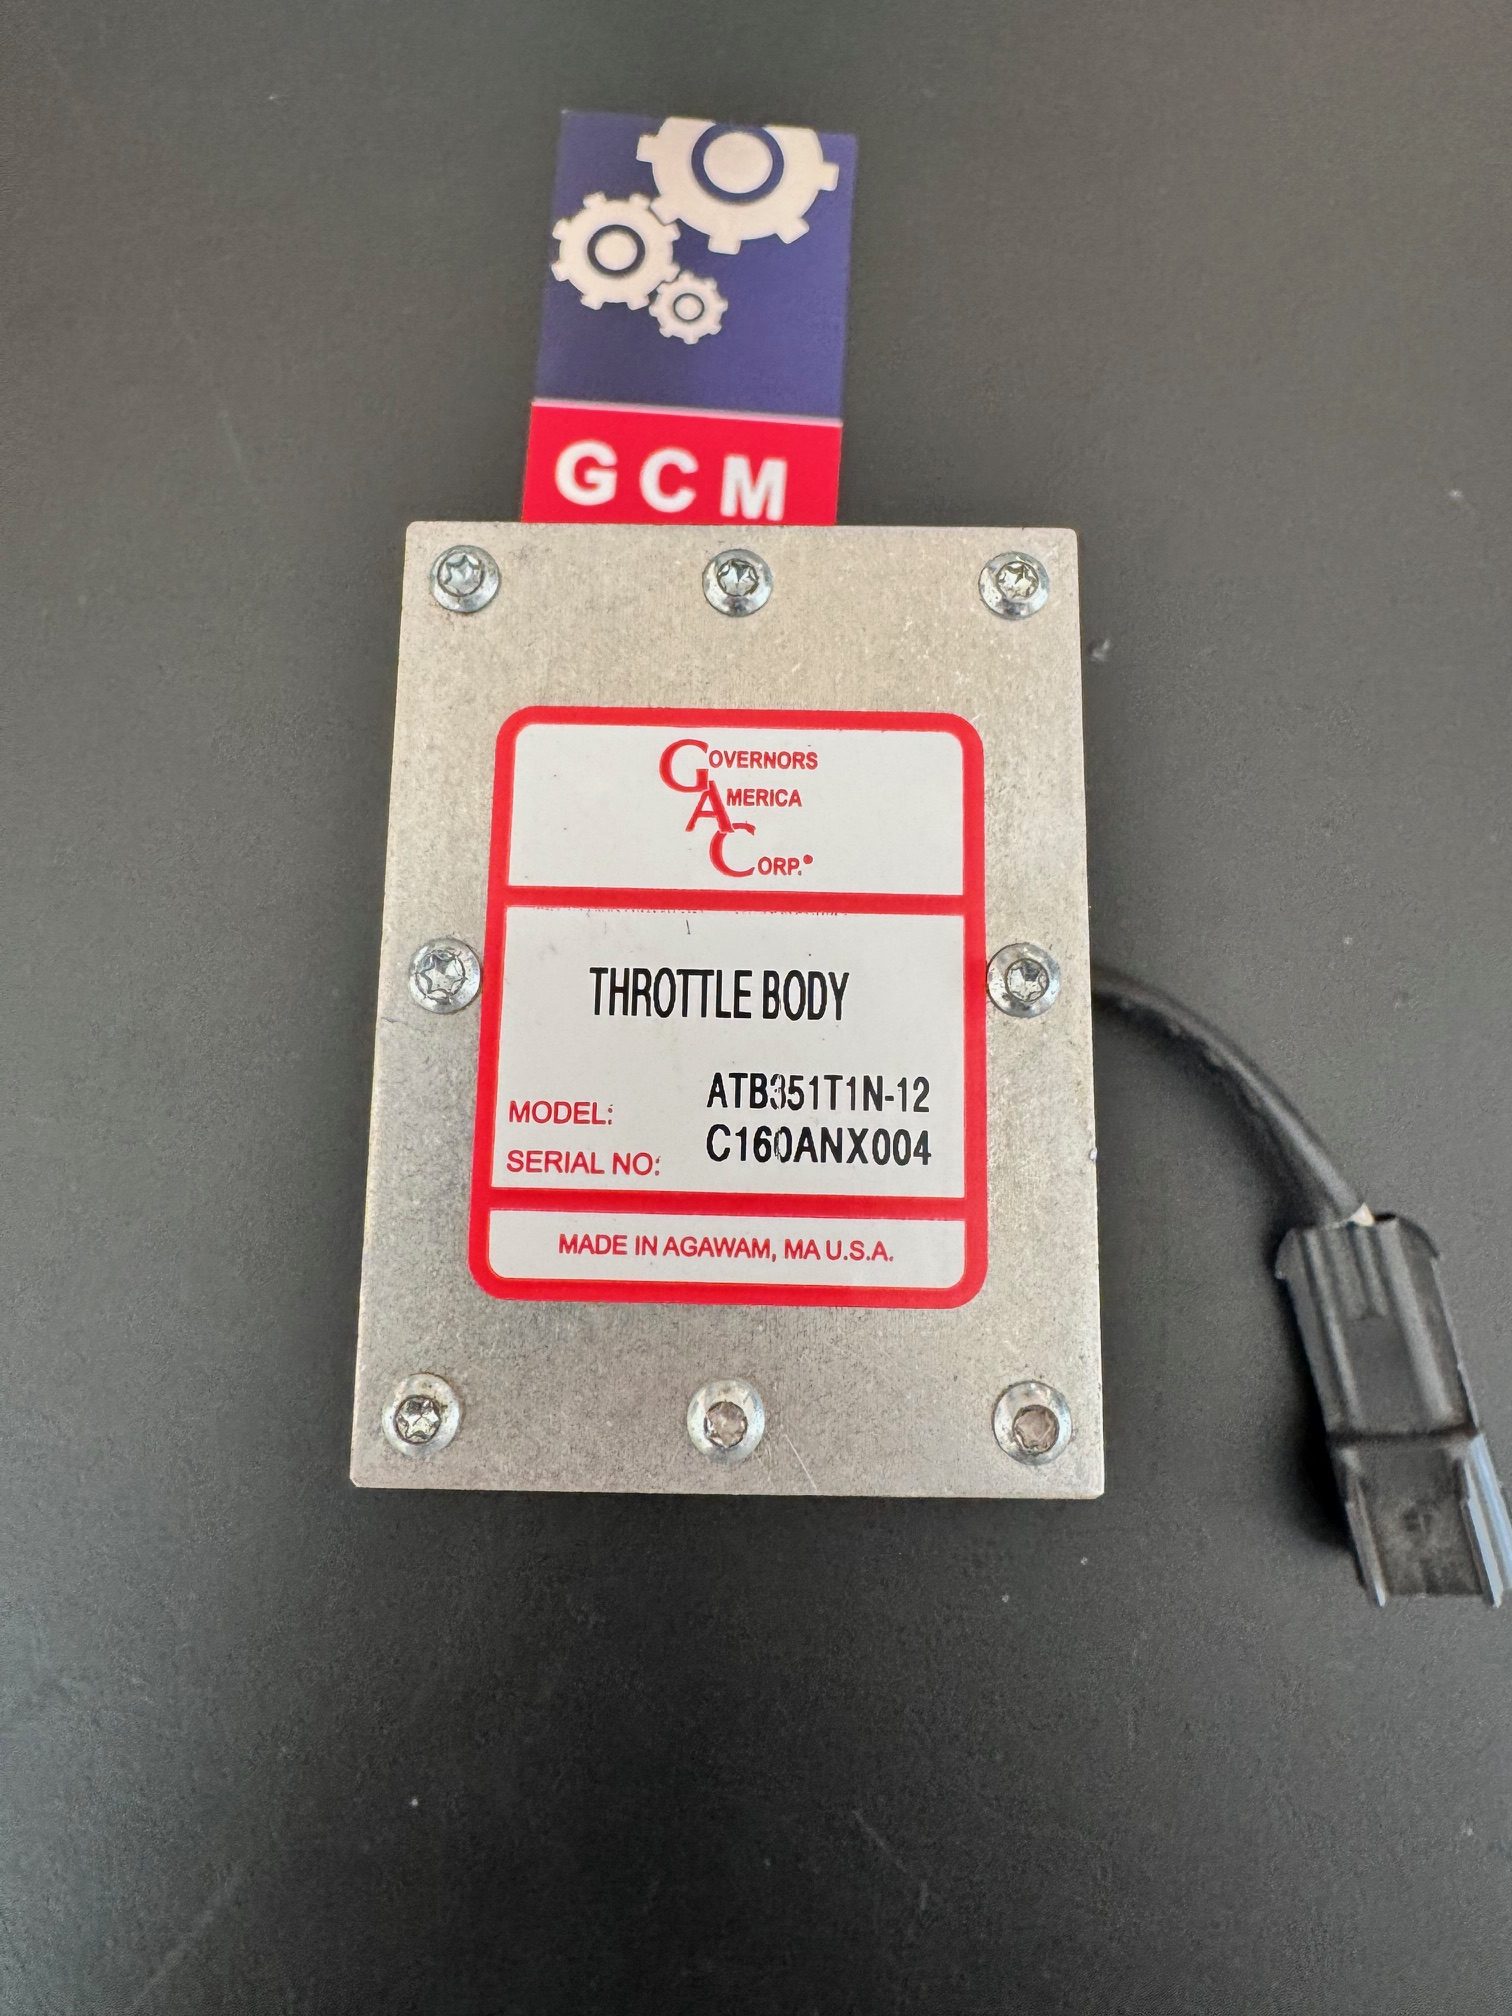 GCM
GOVERNORS
AMERICA
CORP.®
THROTTLE BODY
MODEL: ATB351T1N-12
SERIAL NO: C160ANX004
MADE IN AGAWAM, MA U.S.A.